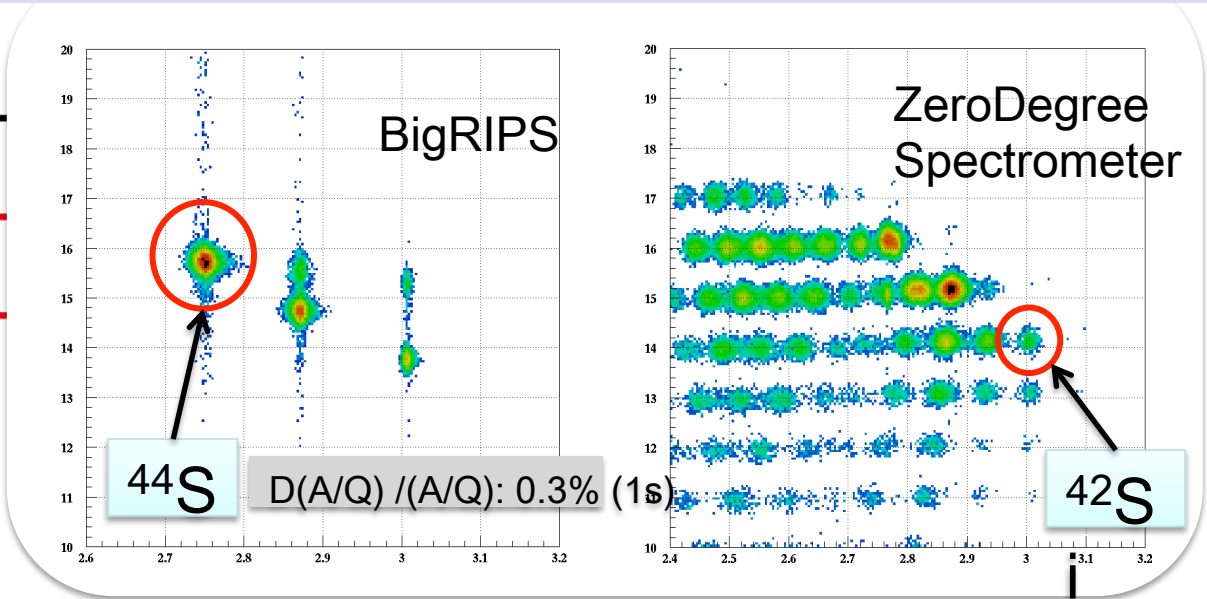 20
19
18
17
16
15
14
13
12
11
10
2.6 2.7 2.8 2.9 3 3.1 3.2
BigRIPS
⁴⁴S
D(A/Q) /(A/Q): 0.3% (1s)
20
19
18
17
16
15
14
13
12
11
10
2.4 2.5 2.6 2.7 2.8 2.9 3 3.1 3.2
ZeroDegree
Spectrometer
⁴²S
i